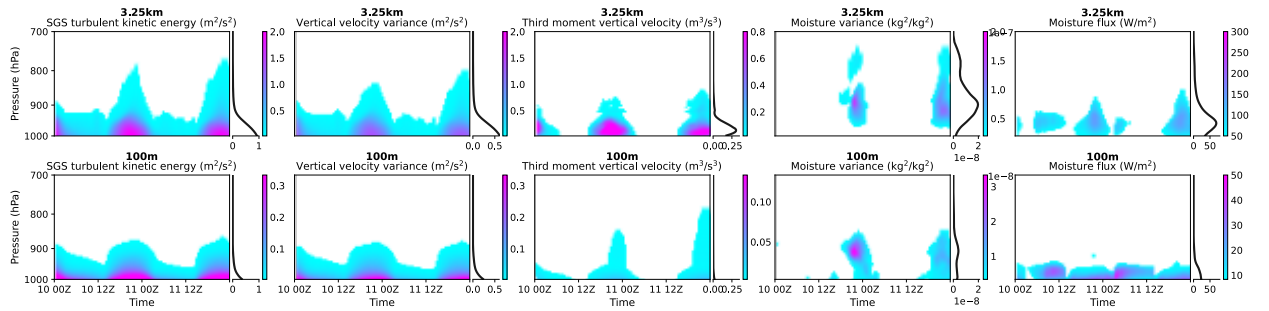 3.25km 3.25km 3.25km 3.25km 3.25km
SGS turbulent kinetic energy (m²/s²) Vertical velocity variance (m²/s²) Third moment vertical velocity (m³/s³) Moisture variance (kg²/kg²) Moisture flux (W/m²)
700 2.0 2.0 0.8 300
1.5 1.5 0.6 1.5 250
800 200
1.0 1.0 0.4 1.0
900 150
0.5 0.5 0.2 0.5 100
1000 50
Pressure (hPa)
0 1 0.0 0.5 0.00 0.25 0 2 0 50
1e−8
100m 100m 100m 100m 100m
SGS turbulent kinetic energy (m²/s²) Vertical velocity variance (m²/s²) Third moment vertical velocity (m³/s³) Moisture variance (kg²/kg²) Moisture flux (W/m²)
700 1e−8 50
0.3 0.3 3
800 0.10 40
0.2 0.2 2 30
900
0.1 0.1 0.05 1 20
1000 10
Pressure (hPa)
10 00Z 10 12Z 11 00Z 11 12Z 0 1 10 00Z 10 12Z 11 00Z 11 12Z 0.0 0.5 10 00Z 10 12Z 11 00Z 11 12Z 0.00 0.25 10 00Z 10 12Z 11 00Z 11 12Z 0 2 10 00Z 10 12Z 11 00Z 11 12Z 0 50
Time Time Time Time 1e−8 Time